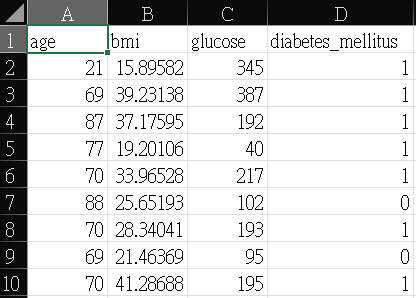 A B C D
1 age bmi glucose diabetes_mellitus
2 21 15.89582 345 1
3 69 39.23138 387 1
4 87 37.17595 192 1
5 77 19.20106 40 1
6 70 33.96528 217 1
7 88 25.65193 102 0
8 70 28.34041 193 1
9 69 21.46369 95 0
10 70 41.28688 195 1